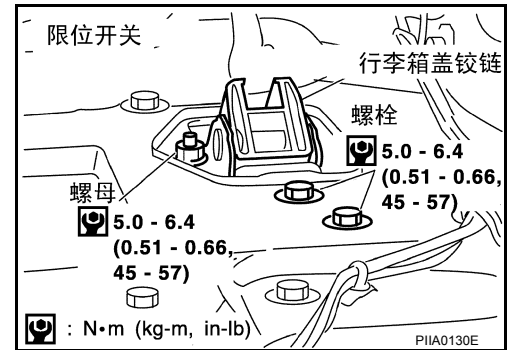 限位开关
行李箱盖铰链
螺栓
5.0 - 6.4
(0.51 - 0.66,
45 - 57)
螺母
5.0 - 6.4
(0.51 - 0.66,
45 - 57)
: N•m (kg-m, in-lb)
PIIA0130E